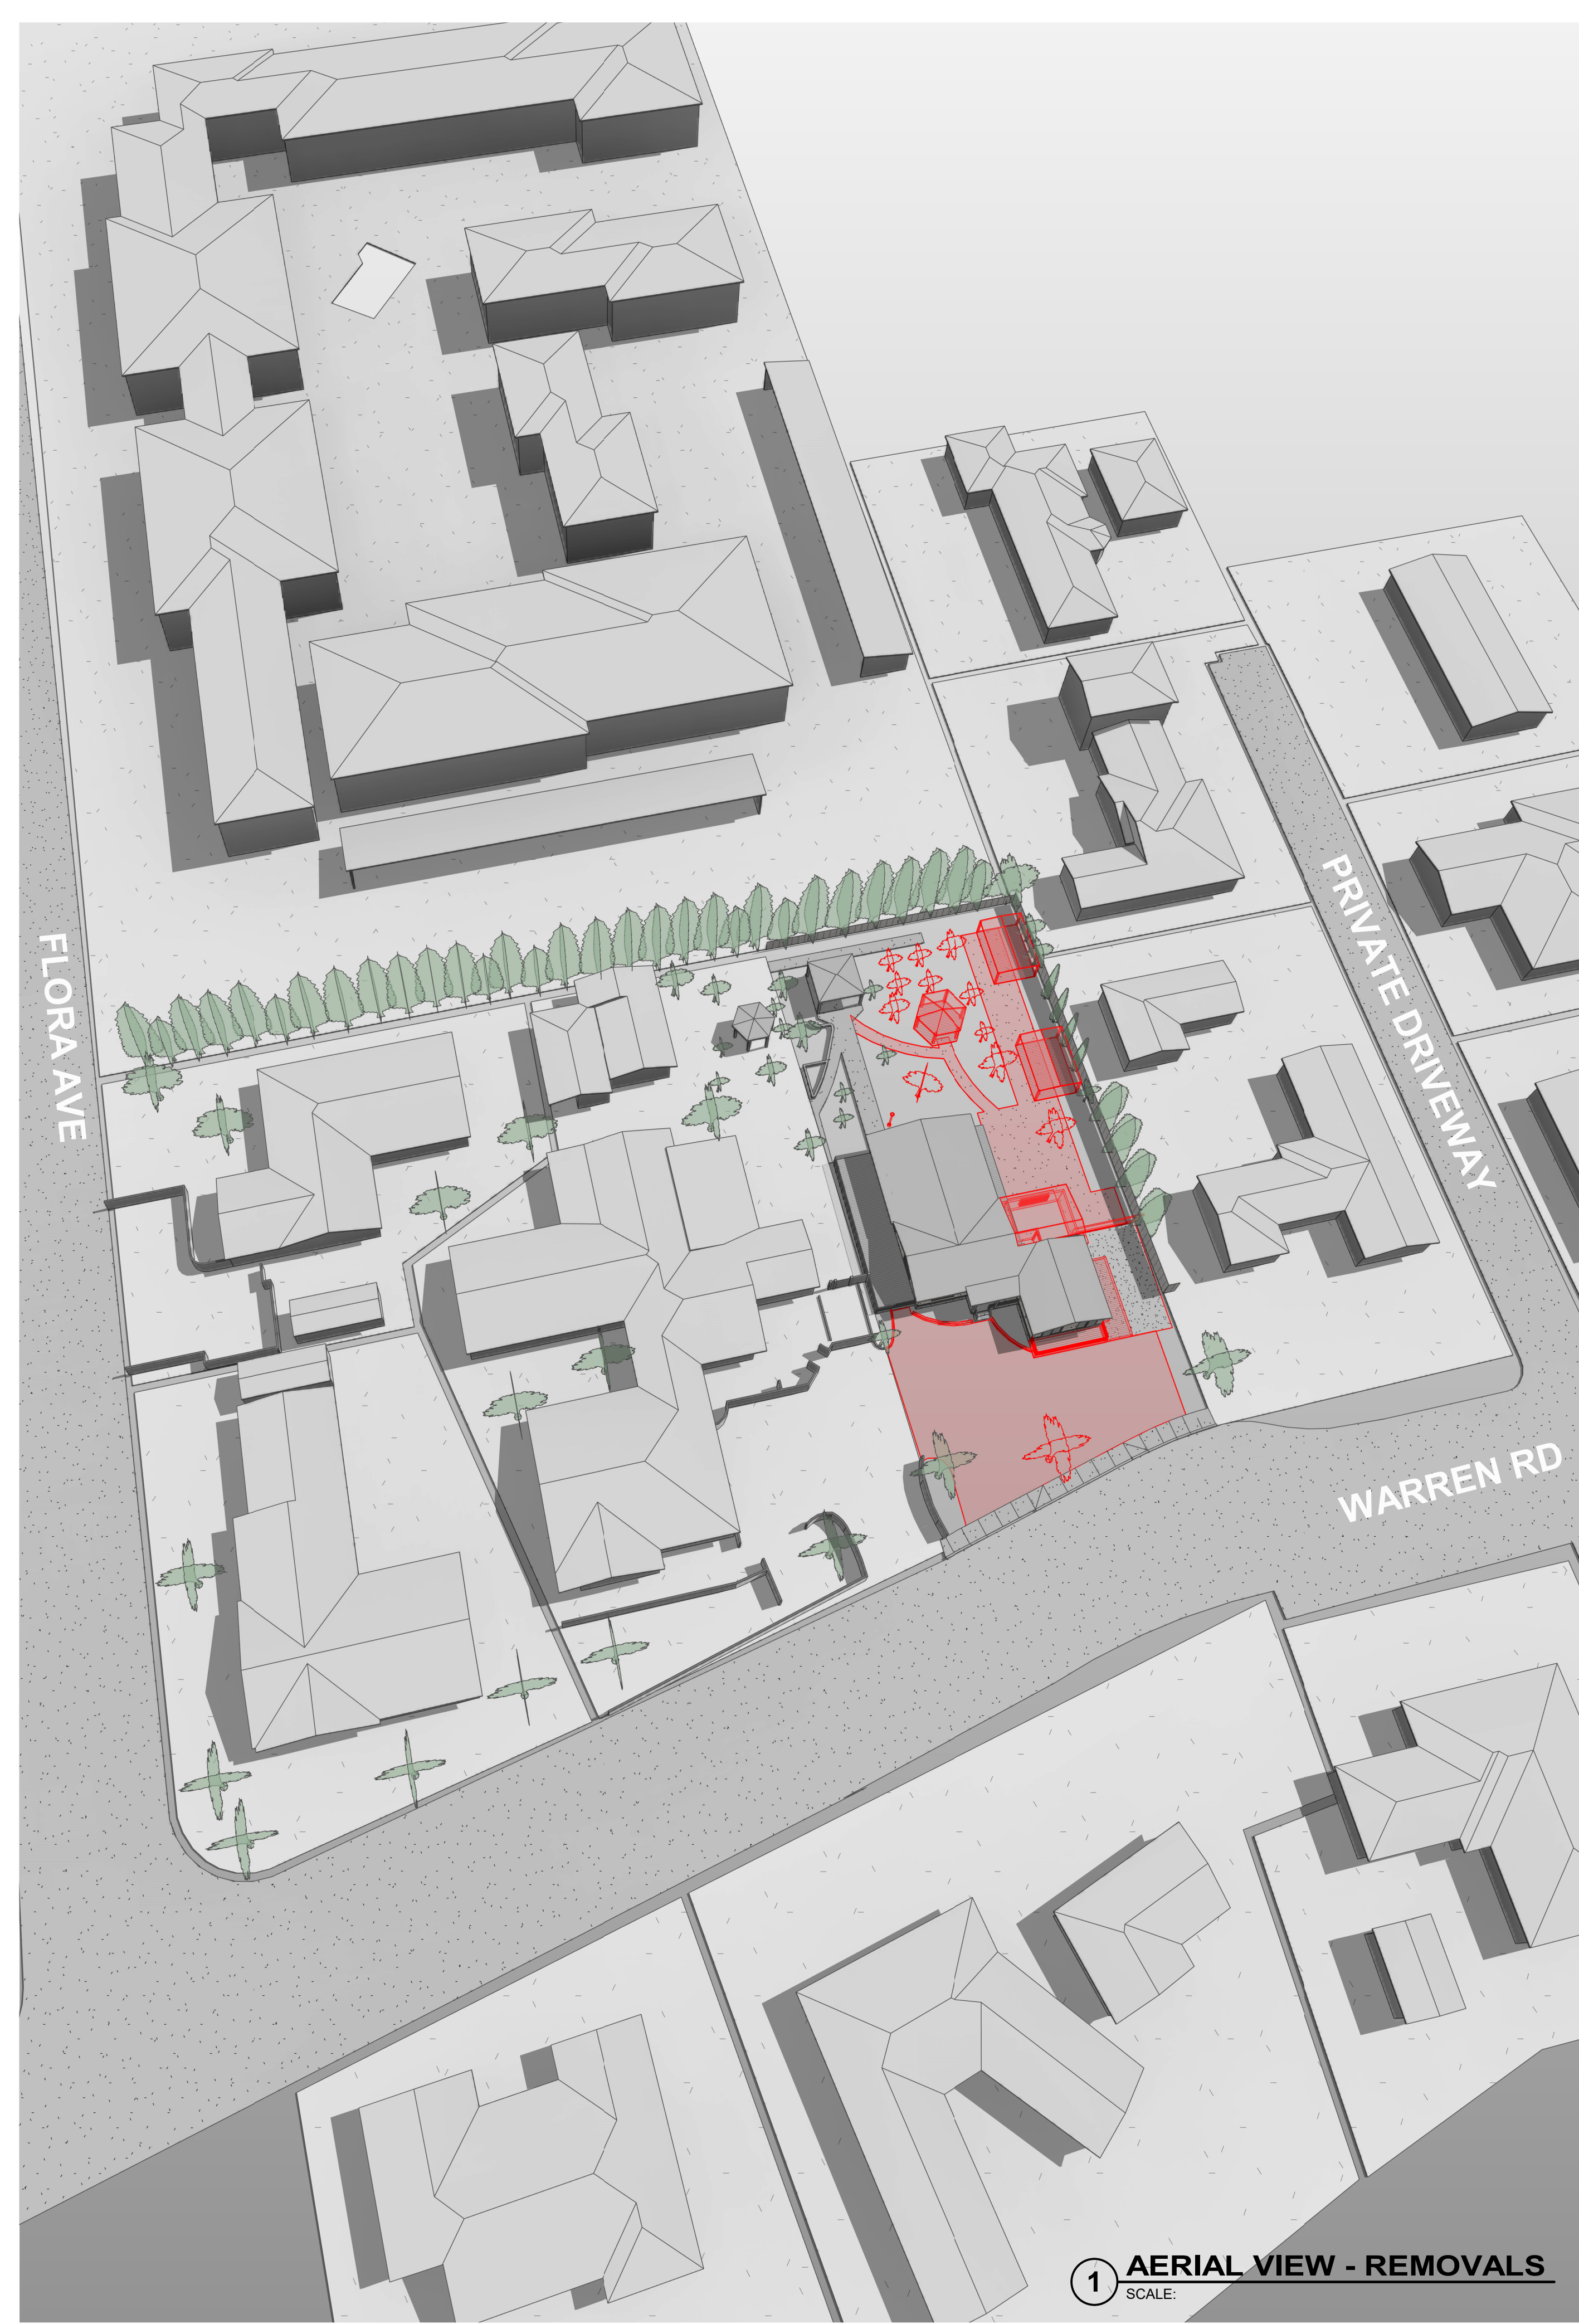 FLORA AVE
PRIVATE DRIVEWAY
WARREN RD
1 AERIAL VIEW - REMOVALS
SCALE: